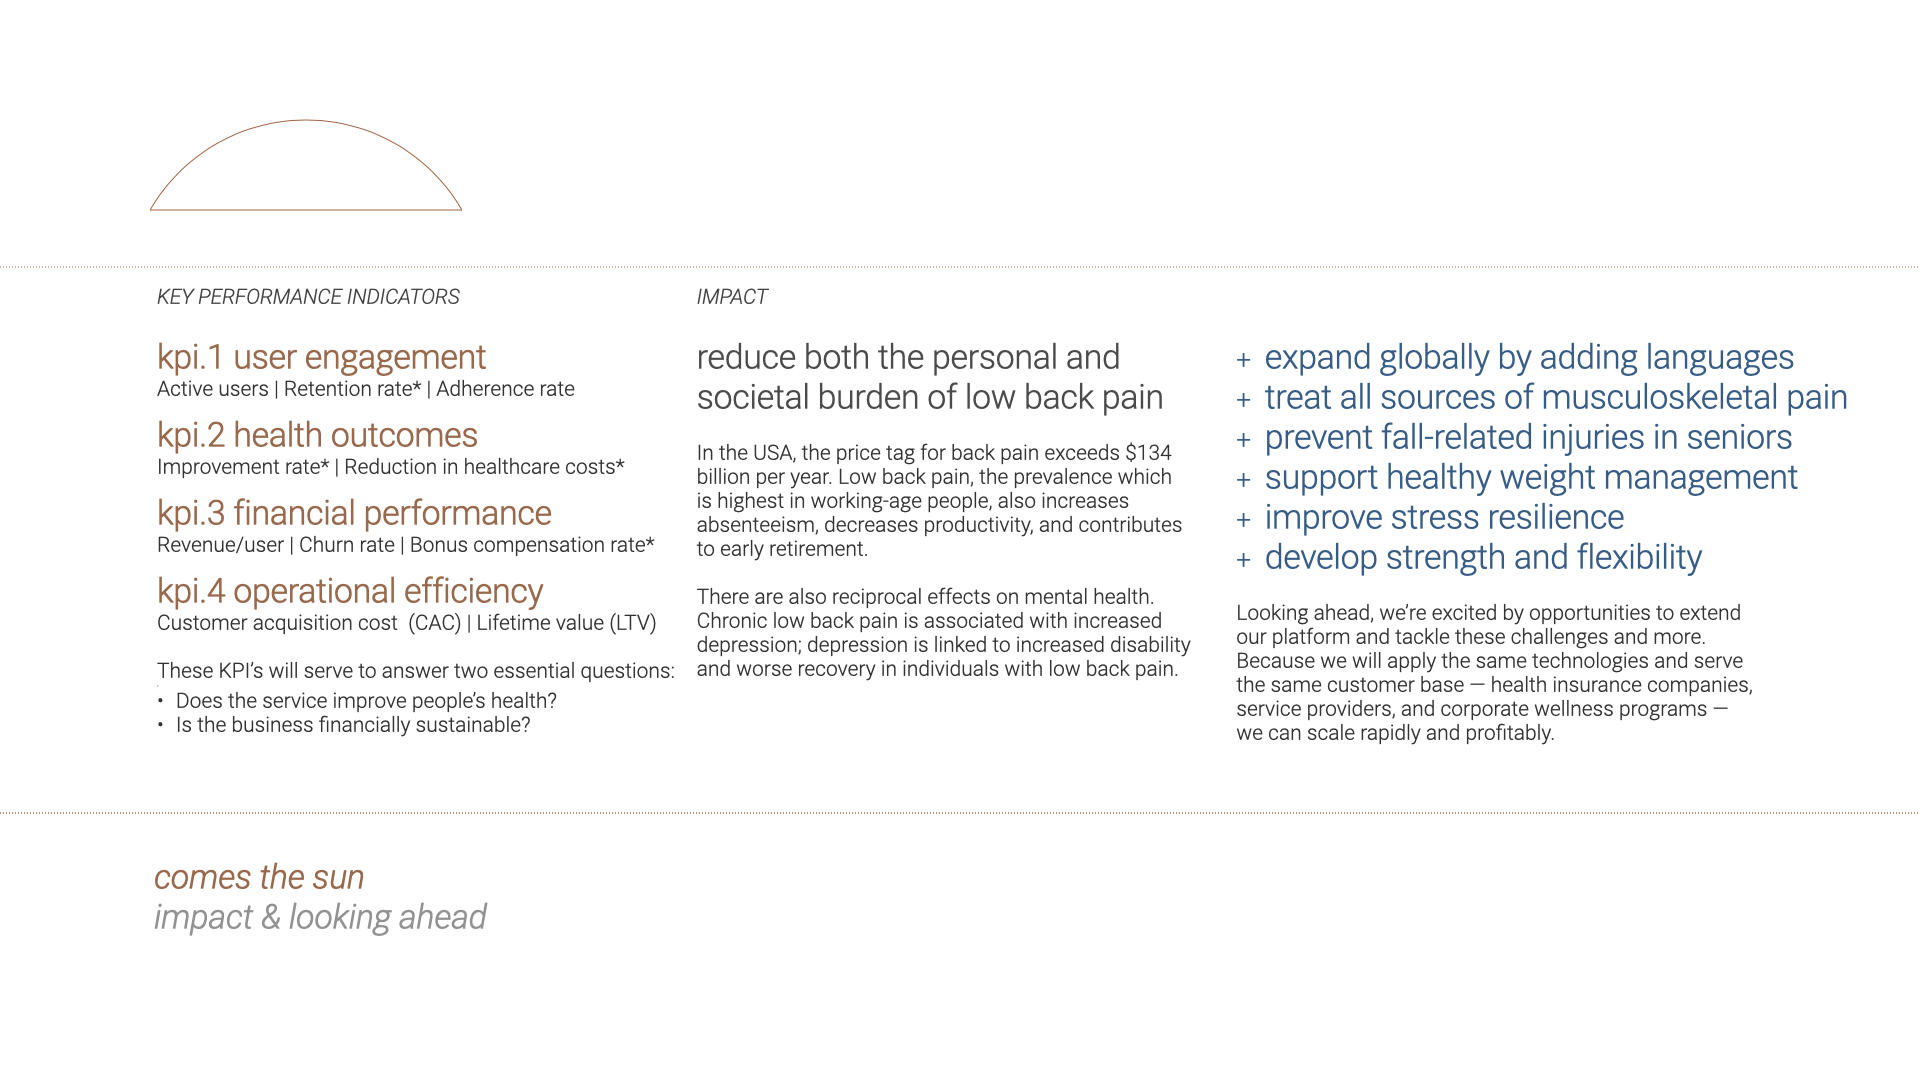 KEY PERFORMANCE INDICATORS
kpi.1 user engagement
Active users | Retention rate* | Adherence rate
kpi.2 health outcomes
Improvement rate* | Reduction in healthcare costs*
kpi.3 financial performance
Revenue/user | Churn rate | Bonus compensation rate*
kpi.4 operational efficiency
Customer acquisition cost  (CAC) | Lifetime value (LTV)
These KPI’s will serve to answer two essential questions:
• Does the service improve people’s health?
• Is the business financially sustainable?
IMPACT
reduce both the personal and
societal burden of low back pain
In the USA, the price tag for back pain exceeds $134
billion per year. Low back pain, the prevalence which
is highest in working-age people, also increases
absenteeism, decreases productivity, and contributes
to early retirement.
There are also reciprocal effects on mental health.
Chronic low back pain is associated with increased
depression; depression is linked to increased disability
and worse recovery in individuals with low back pain.
+ expand globally by adding languages
+ treat all sources of musculoskeletal pain
+ prevent fall-related injuries in seniors
+ support healthy weight management
+ improve stress resilience
+ develop strength and flexibility
Looking ahead, we’re excited by opportunities to extend
our platform and tackle these challenges and more.
Because we will apply the same technologies and serve
the same customer base — health insurance companies,
service providers, and corporate wellness programs —
we can scale rapidly and profitably.
comes the sun
impact & looking ahead